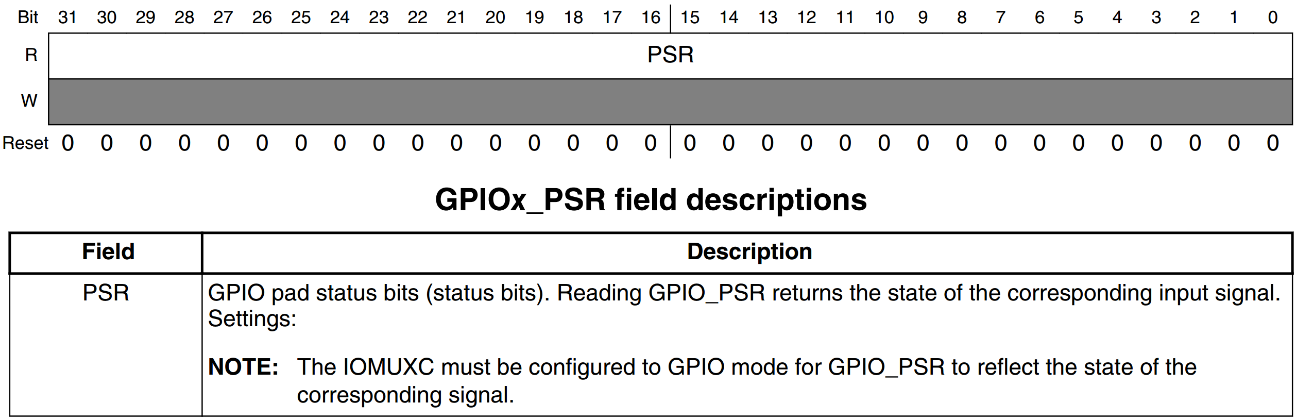 Bit 31 30 29 28 27 26 25 24 23 22 21 20 19 18 17 16 15 14 13 12 11 10 9 8 7 6 5 4 3 2 1 0
R PSR
W
Reset 0 0 0 0 0 0 0 0 0 0 0 0 0 0 0 0 0 0 0 0 0 0 0 0 0 0 0 0 0 0 0 0
GPIOx_PSR field descriptions
Field Description
PSR GPIO pad status bits (status bits). Reading GPIO_PSR returns the state of the corresponding input signal.
Settings:
NOTE: The IOMUXC must be configured to GPIO mode for GPIO_PSR to reflect the state of the
corresponding signal.